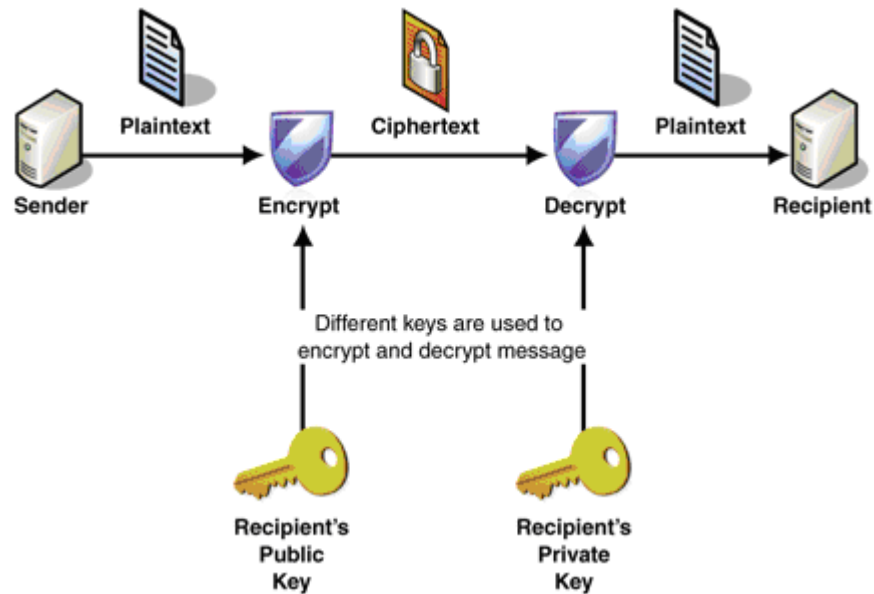 Plaintext
Ciphertext
Plaintext
Sender
Encrypt
Decrypt
Recipient
Different keys are used to
encrypt and decrypt message
Recipient's
Public
Key
Recipient's
Private
Key